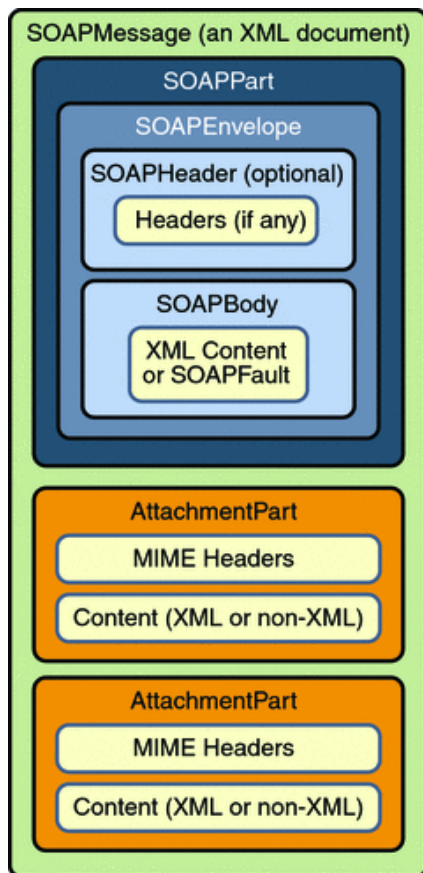 SOAPMessage (an XML document)
SOAPPart
SOAPEnvelope
SOAPHeader (optional)
Headers (if any)
SOAPBody
XML Content
or SOAPFault
AttachmentPart
MIME Headers
Content (XML or non-XML)
AttachmentPart
MIME Headers
Content (XML or non-XML)